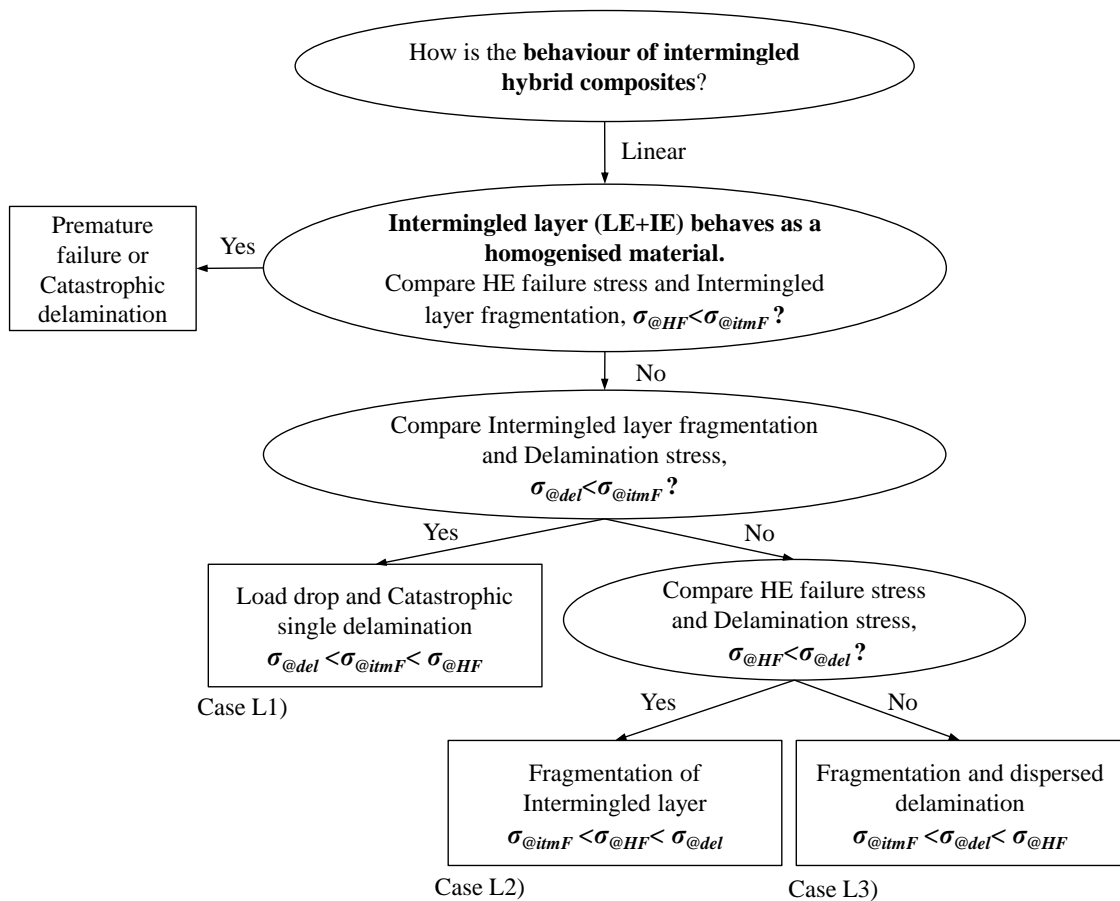 How is the behaviour of intermingled
hybrid composites?
Linear
Intermingled layer (LE+IE) behaves as a
homogenised material.
Compare HE failure stress and Intermingled
layer fragmentation, σ@HF<σ@itmF ?
Yes
Premature
failure or
Catastrophic
delamination
No
Compare Intermingled layer fragmentation
and Delamination stress,
σ@del<σ@itmF ?
Yes
No
Load drop and Catastrophic
single delamination
σ@del <σ@itmF< σ@HF
Case L1)
Compare HE failure stress
and Delamination stress,
σ@HF<σ@del ?
Yes
No
Fragmentation of
Intermingled layer
σ@itmF <σ@HF< σ@del
Case L2)
Fragmentation and dispersed
delamination
σ@itmF <σ@del< σ@HF
Case L3)